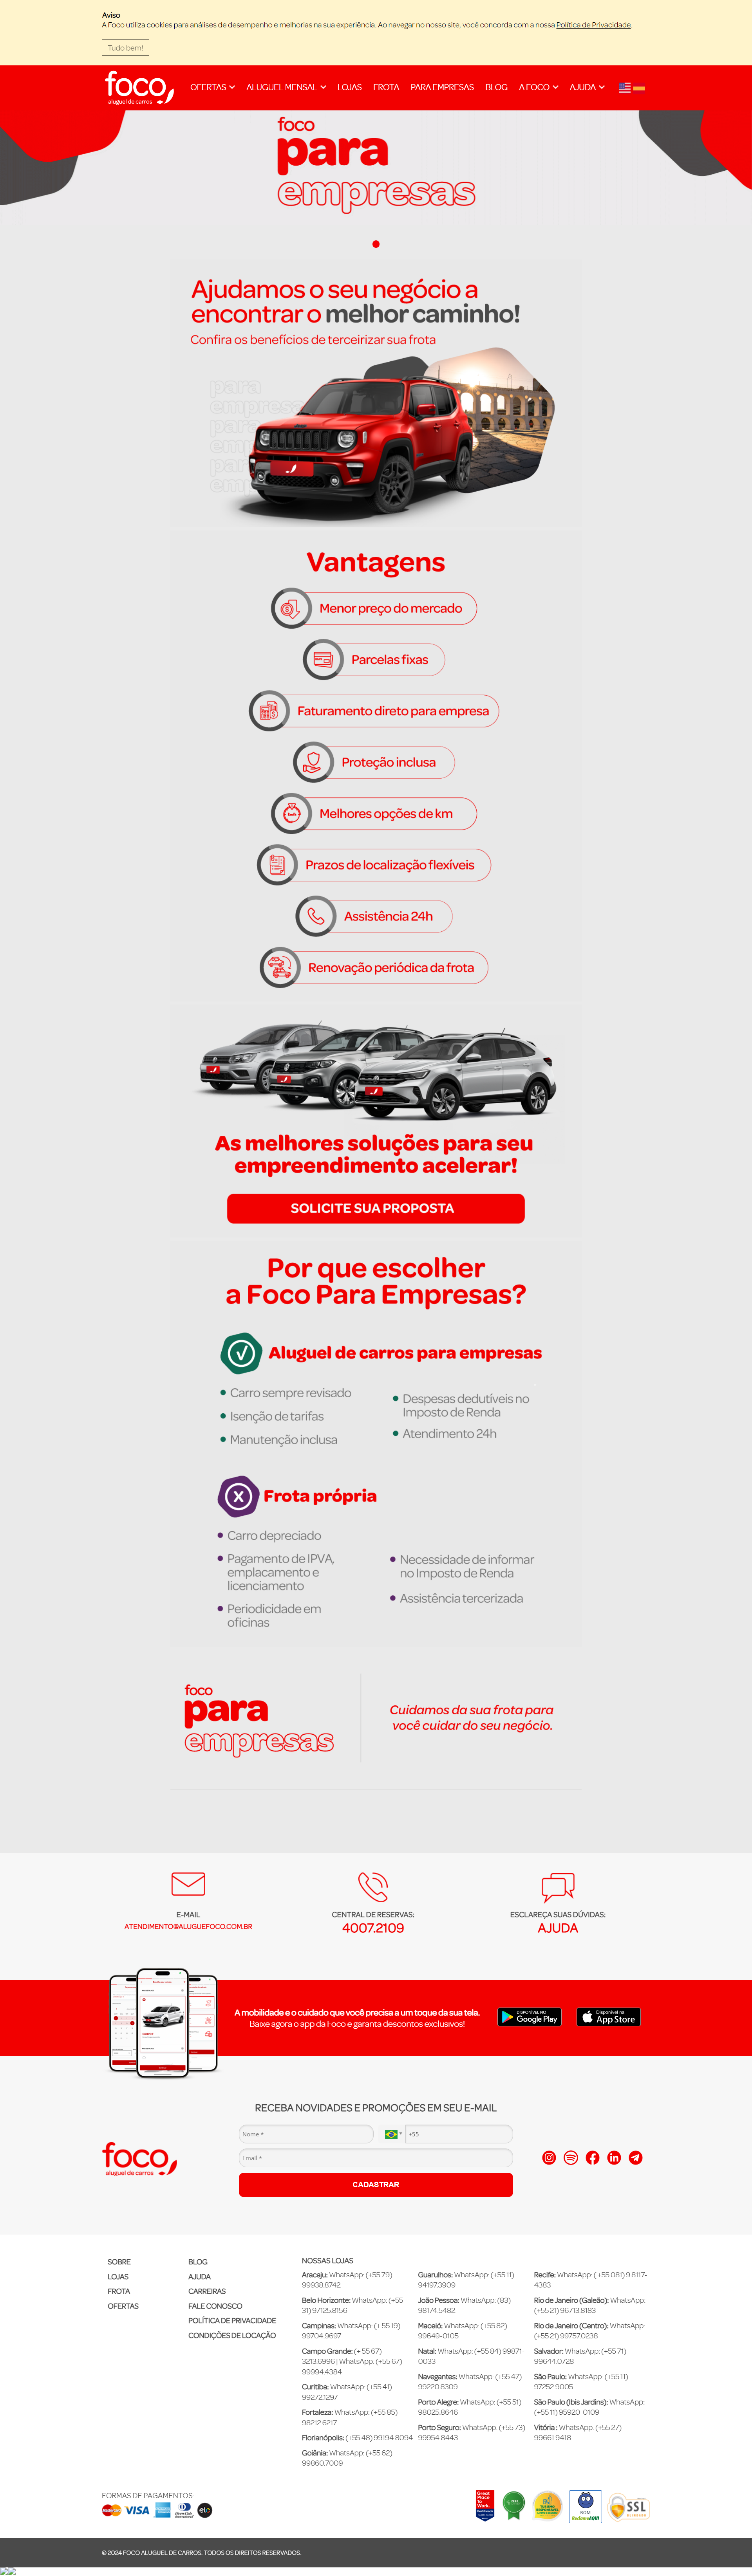 Aviso
A Foco utiliza cookies para análises de desempenho e melhorias na sua experiência. Ao navegar no nosso site, você concorda com a nossa Política de Privacidade.
Tudo bem!
foco
aluguel de carros
OFERTAS
ALUGUEL MENSAL
LOJAS
FROTA
PARA EMPRESAS
BLOG
A FOCO
AJUDA
foco
para
empresas
Ajudamos o seu negócio a
encontrar o melhor caminho!
Confira os benefícios de terceirizar sua frota
para
empresas
para
empresas
para
empresas
Vantagens
Menor preço do mercado
Parcelas fixas
Faturamento direto para empresa
Proteção inclusa
Melhores opções de km
Prazos de localização flexíveis
Assistência 24h
Renovação periódica da frota
As melhores soluções para seu
empreendimento acelerar!
SOLICITE SUA PROPOSTA
Por que escolher
a Foco Para Empresas?
Aluguel de carros para empresas
Carro sempre revisado
Isenção de tarifas
Manutenção inclusa
Despesas dedutíveis no
Imposto de Renda
Atendimento 24h
Frota própria
Carro depreciado
Pagamento de IPVA,
emplacamento e
licenciamento
Periodicidade em
oficinas
Necessidade de informar
no Imposto de Renda
Assistência tercerizada
foco
para
empresas
Cuidamos da sua frota para
você cuidar do seu negócio.
E-MAIL
ATENDIMENTO@ALUGUEFOCO.COM.BR
CENTRAL DE RESERVAS:
4007.2109
ESCLAREÇA SUAS DÚVIDAS:
AJUDA
A mobilidade e o cuidado que você precisa a um toque da sua tela.
Baixe agora o app da Foco e garanta descontos exclusivos!
DISPONÍVEL NO
Google Play
Disponível na
App Store
RECEBA NOVIDADES E PROMOÇÕES EM SEU E-MAIL
foco
aluguel de carros
Nome *
+55
Email *
CADASTRAR
SOBRE
LOJAS
FROTA
OFERTAS
BLOG
AJUDA
CARREIRAS
FALE CONOSCO
POLÍTICA DE PRIVACIDADE
CONDIÇÕES DE LOCAÇÃO
NOSSAS LOJAS
Aracaju: WhatsApp: (+55 79)
99938.8742
Belo Horizonte: WhatsApp: (+55
31) 97125.8156
Campinas: WhatsApp: (+ 55 19)
99704.9697
Campo Grande: (+ 55 67)
3213.6996 | WhatsApp: (+55 67)
99994.4384
Curitiba: WhatsApp: (+55 41)
99272.1297
Fortaleza: WhatsApp: (+55 85)
98212.6217
Florianópolis: (+55 48) 99194.8094
Goiânia: WhatsApp: (+55 62)
99860.7009
Guarulhos: WhatsApp: (+55 11)
94197.3909
João Pessoa: WhatsApp: (83)
98174.5482
Maceió: WhatsApp: (+55 82)
99649-0105
Natal: WhatsApp: (+55 84) 99871-
0033
Navegantes: WhatsApp: (+55 47)
99220.8309
Porto Alegre: WhatsApp: (+55 51)
98025.8646
Porto Seguro: WhatsApp: (+55 73)
99954.8443
Recife: WhatsApp: ( +55 081) 9 8117-
4383
Rio de Janeiro (Galeão): WhatsApp:
(+55 21) 96713.8183
Rio de Janeiro (Centro): WhatsApp:
(+55 21) 99757.0238
Salvador: WhatsApp: (+55 71)
99644.0728
São Paulo: WhatsApp: (+55 11)
97252.9005
São Paulo (Ibis Jardins): WhatsApp:
(+55 11) 95920-0109
Vitória : WhatsApp: (+55 27)
99661.9418
FORMAS DE PAGAMENTOS:
VISA
elo
Great
Place
To
Work
BOM
ReclameAQUI
SSL
© 2024 FOCO ALUGUEL DE CARROS. TODOS OS DIREITOS RESERVADOS.